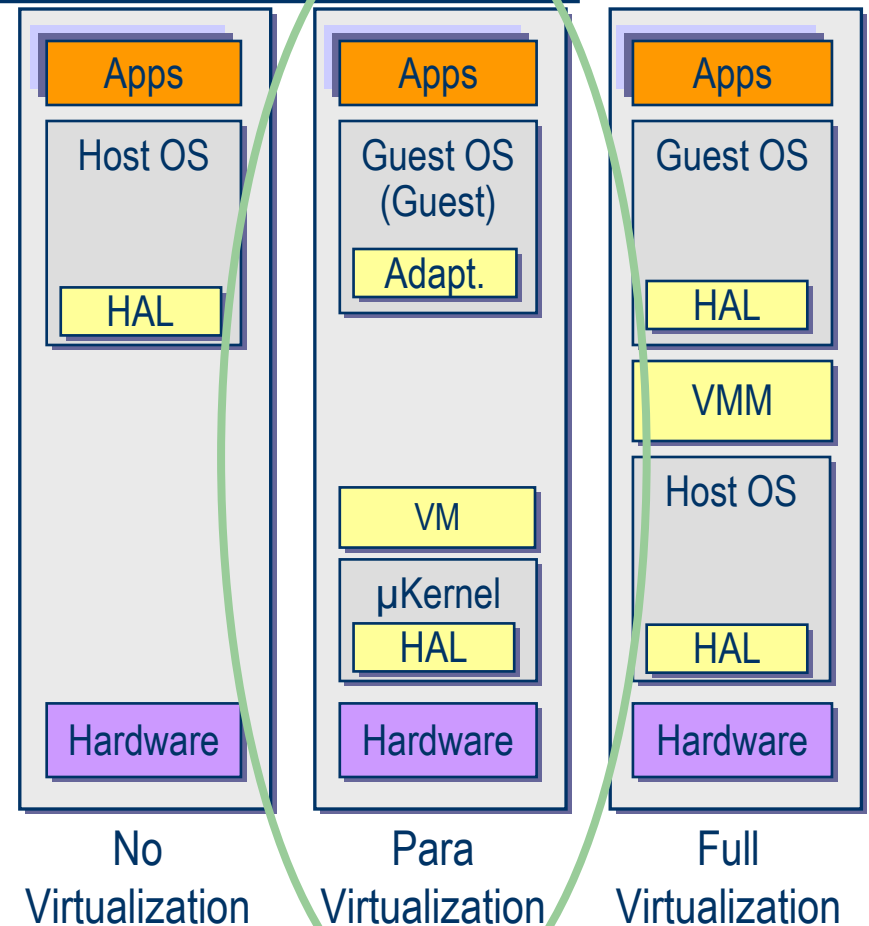 Apps
Host OS
HAL
Hardware
No
Virtualization
Apps
Guest OS
(Guest)
Adapt.
VM
µKernel
HAL
Hardware
Para
Virtualization
Apps
Guest OS
HAL
VMM
Host OS
HAL
Hardware
Full
Virtualization